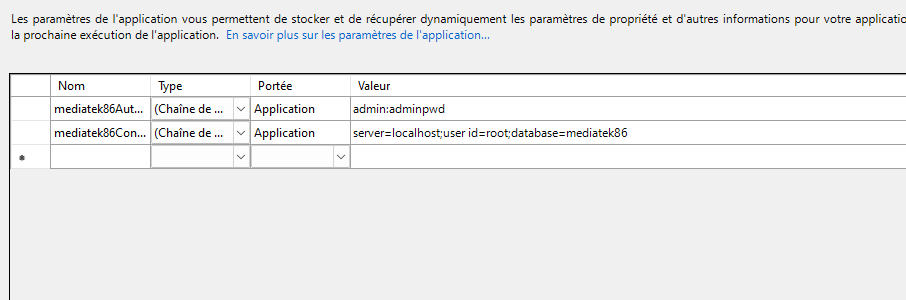 Les paramètres de l'application vous permettent de stocker et de récupérer dynamiquement les paramètres de propriété et d'autres informations pour votre applicatio
la prochaine exécution de l'application. En savoir plus sur les paramètres de l'application...
Nom Type Portée Valeur
mediatek86Aut... (Chaîne de ... Application admin:adminpwd
mediatek86Con... (Chaîne de ... Application server=localhost;user id=root;database=mediatek86